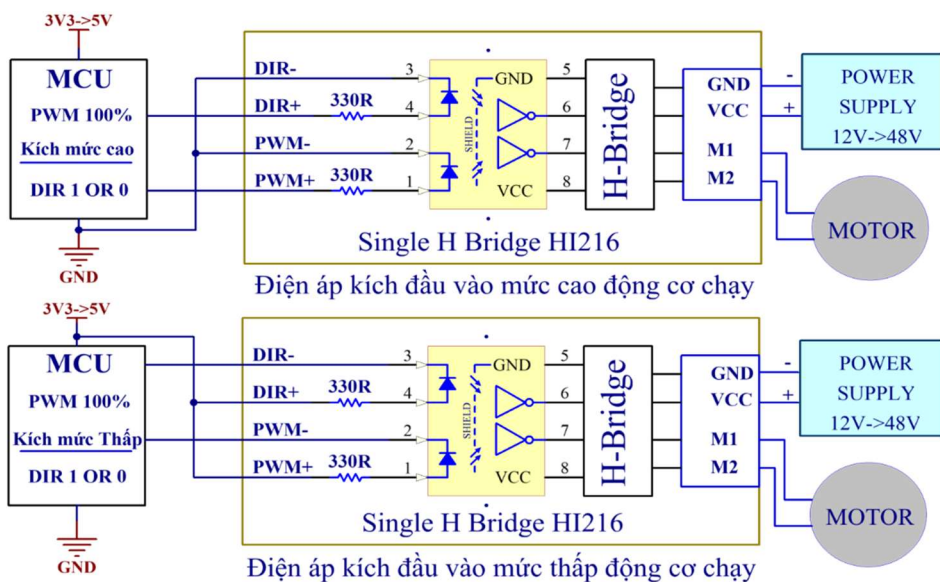 3V3->5V
MCU
PWM 100%
Kích mức cao
DIR 1 OR 0
GND
DIR-
DIR+ 330R
PWM-
PWM+ 330R
3
4
2
1
SHIELD
GND
VCC
5
6
7
8
H-Bridge
GND
VCC
M1
M2
-
+
POWER
SUPPLY
12V->48V
MOTOR
Single H Bridge HI216
Điện áp kích đầu vào mức cao động cơ chạy
3V3->5V
MCU
PWM 100%
Kích mức Thấp
DIR 1 OR 0
GND
DIR-
DIR+ 330R
PWM-
PWM+ 330R
3
4
2
1
SHIELD
GND
VCC
5
6
7
8
H-Bridge
GND
VCC
M1
M2
-
+
POWER
SUPPLY
12V->48V
MOTOR
Single H Bridge HI216
Điện áp kích đầu vào mức thấp động cơ chạy